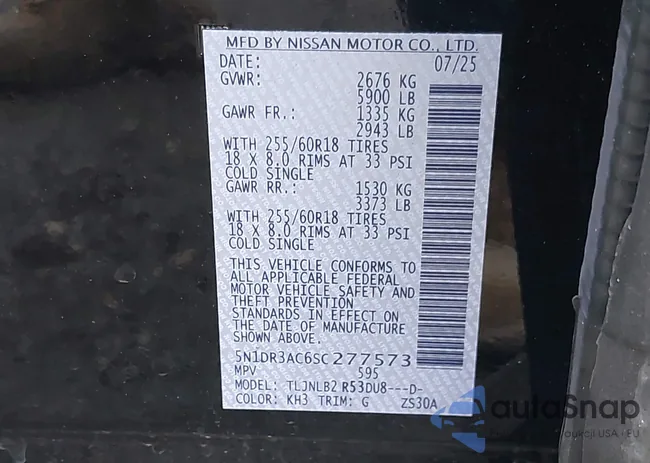 MFD BY NISSAN MOTOR CO., LTD.
DATE: 07/25
GVWR: 2676 KG
5900 LB
GAWR FR.: 1335 KG
2943 LB
WITH 255/60R18 TIRES
18 X 8.0 RIMS AT 33 PSI
COLD SINGLE
GAWR RR.: 1530 KG
3373 LB
WITH 255/60R18 TIRES
18 X 8.0 RIMS AT 33 PSI
COLD SINGLE
THIS VEHICLE CONFORMS TO
ALL APPLICABLE FEDERAL
MOTOR VEHICLE SAFETY AND
THEFT PREVENTION
STANDARDS IN EFFECT ON
THE DATE OF MANUFACTURE
SHOWN ABOVE.
5N1DR3AC6SC277573
MPV 595
MODEL: TLJNLB2 R53DU8---D-
COLOR: KH3 TRIM: G ZS30A
autoSnap
aukcji USA · EU